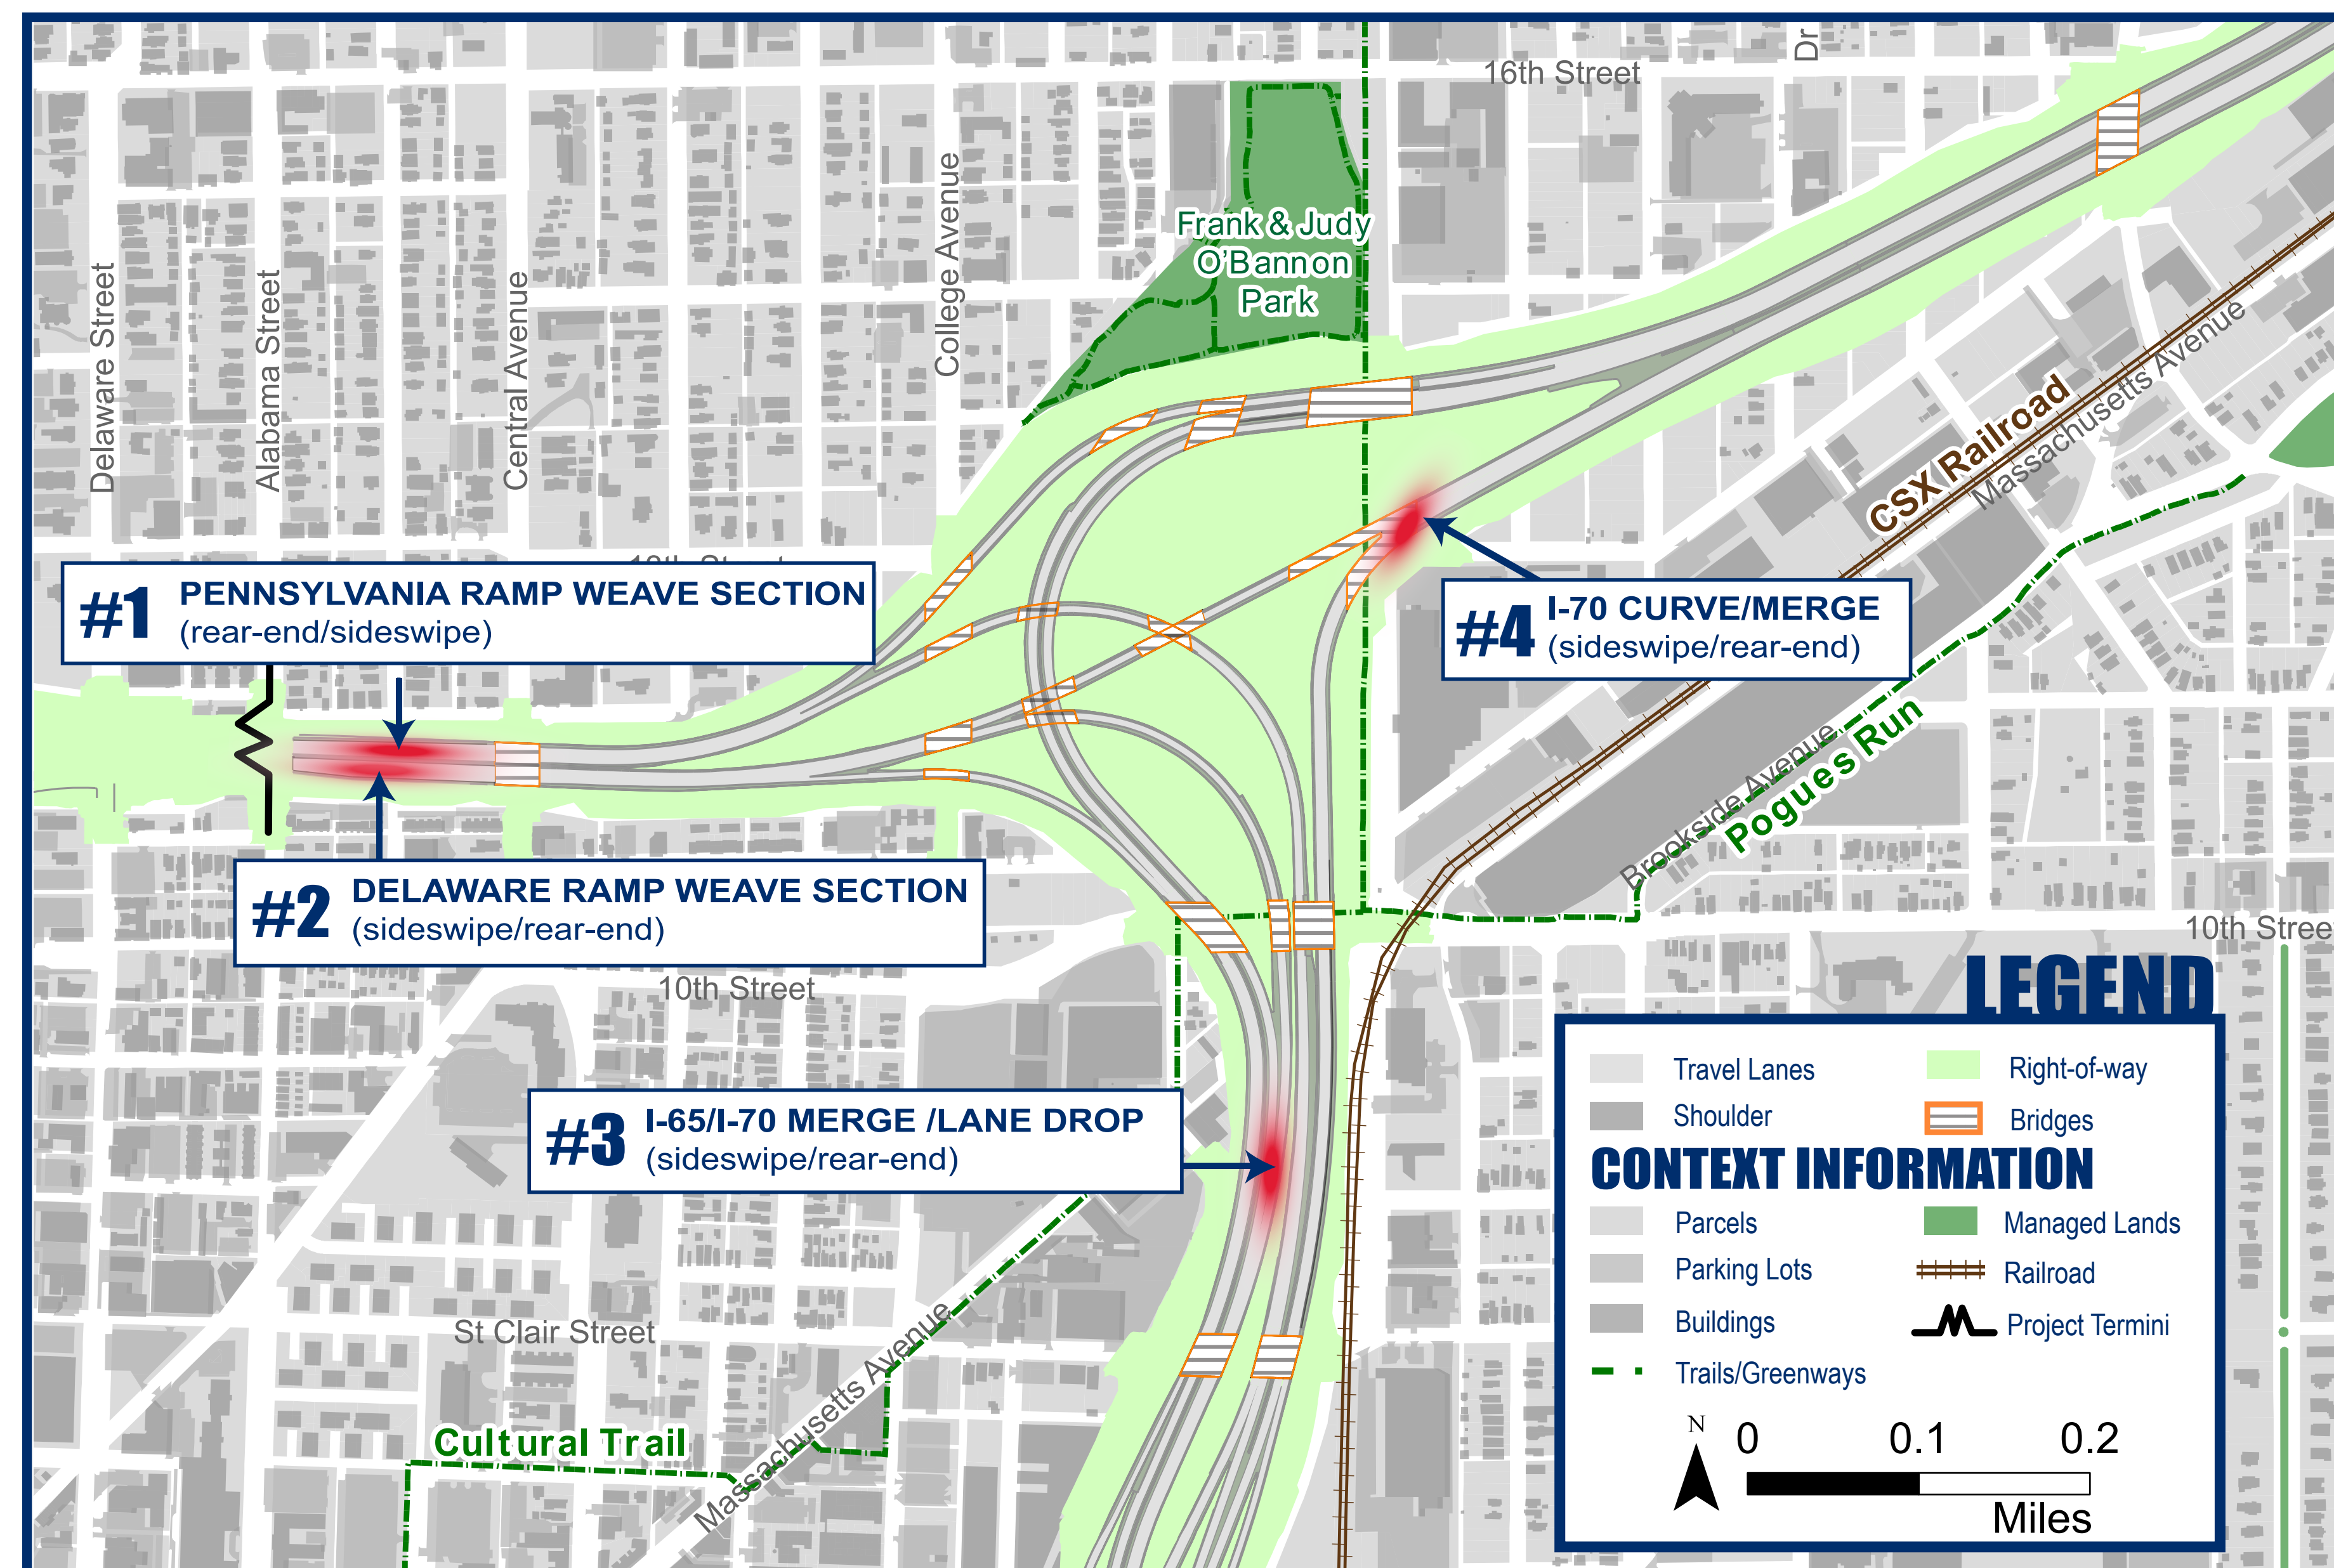 16th Street
Dr
Delaware Street
Alabama Street
Central Avenue
College Avenue
Frank & Judy
O'Bannon
Park
CSX Railroad
Massachusetts Avenue
#1 PENNSYLVANIA RAMP WEAVE SECTION
(rear-end/sideswipe)
#4 I-70 CURVE/MERGE
(sideswipe/rear-end)
Brookside Avenue
Pogues Run
#2 DELAWARE RAMP WEAVE SECTION
(sideswipe/rear-end)
10th Street
10th Stree
#3 I-65/I-70 MERGE /LANE DROP
(sideswipe/rear-end)
St Clair Street
Massachusetts Avenue
Cultural Trail
LEGEND
Travel Lanes
Right-of-way
Shoulder
Bridges
CONTEXT INFORMATION
Parcels
Managed Lands
Parking Lots
Railroad
Buildings
Project Termini
Trails/Greenways
N
0 0.1 0.2
Miles